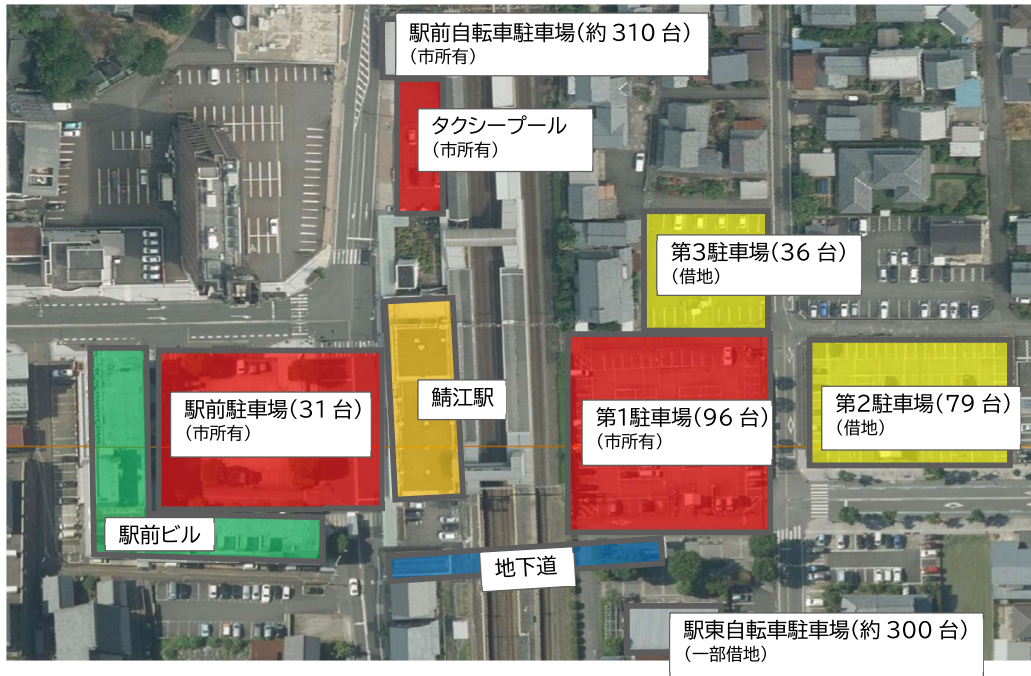 駅前自転車駐車場(約 310 台)
(市所有)
タクシープール
(市所有)
第3駐車場(36 台)
(借地)
鯖江駅
駅前駐車場(31 台)
(市所有)
第1駐車場(96 台)
(市所有)
第2駐車場(79 台)
(借地)
駅前ビル
地下道
駅東自転車駐車場(約 300 台)
(一部借地)